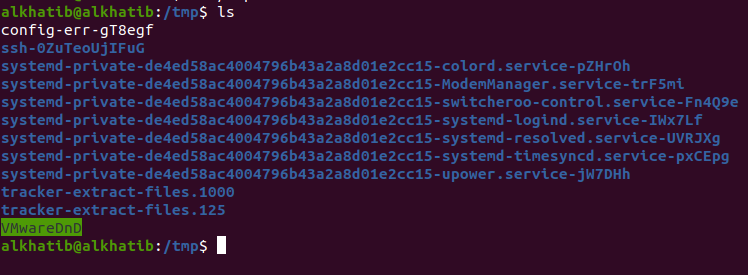 alkhatib@alkhatib:/tmp$ ls
config-err-gT8egf
ssh-0ZuTeoUjIFuG
systemd-private-de4ed58ac4004796b43a2a8d01e2cc15-colord.service-pZHrOh
systemd-private-de4ed58ac4004796b43a2a8d01e2cc15-ModemManager.service-trF5mi
systemd-private-de4ed58ac4004796b43a2a8d01e2cc15-switcheroo-control.service-Fn4Q9e
systemd-private-de4ed58ac4004796b43a2a8d01e2cc15-systemd-logind.service-IWx7Lf
systemd-private-de4ed58ac4004796b43a2a8d01e2cc15-systemd-resolved.service-UVRJXg
systemd-private-de4ed58ac4004796b43a2a8d01e2cc15-systemd-timesyncd.service-pxCEpg
systemd-private-de4ed58ac4004796b43a2a8d01e2cc15-upower.service-jW7DHh
tracker-extract-files.1000
tracker-extract-files.125
VMwareDnD
alkhatib@alkhatib:/tmp$